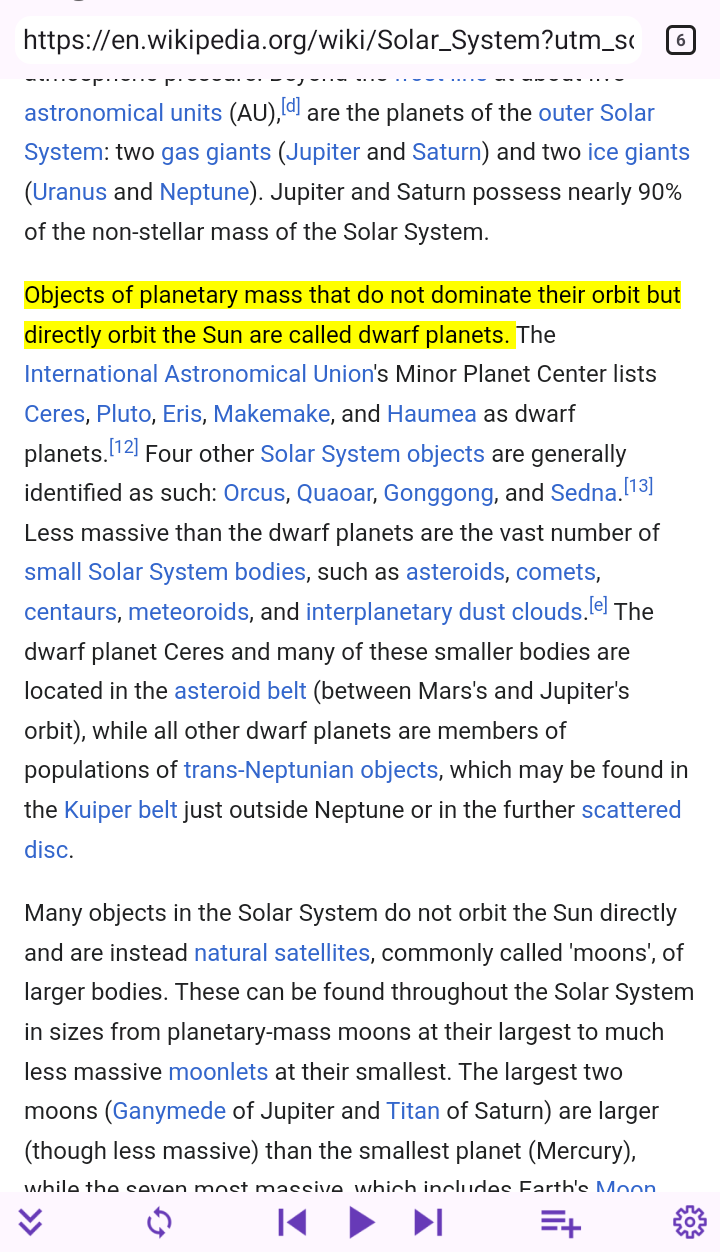 https://en.wikipedia.org/wiki/Solar_System?utm_so
6
astronomical units (AU),[d] are the planets of the outer Solar
System: two gas giants (Jupiter and Saturn) and two ice giants
(Uranus and Neptune). Jupiter and Saturn possess nearly 90%
of the non-stellar mass of the Solar System.
Objects of planetary mass that do not dominate their orbit but
directly orbit the Sun are called dwarf planets. The
International Astronomical Union's Minor Planet Center lists
Ceres, Pluto, Eris, Makemake, and Haumea as dwarf
planets.[12] Four other Solar System objects are generally
identified as such: Orcus, Quaoar, Gonggong, and Sedna.[13]
Less massive than the dwarf planets are the vast number of
small Solar System bodies, such as asteroids, comets,
centaurs, meteoroids, and interplanetary dust clouds.[e] The
dwarf planet Ceres and many of these smaller bodies are
located in the asteroid belt (between Mars's and Jupiter's
orbit), while all other dwarf planets are members of
populations of trans-Neptunian objects, which may be found in
the Kuiper belt just outside Neptune or in the further scattered
disc.
Many objects in the Solar System do not orbit the Sun directly
and are instead natural satellites, commonly called 'moons', of
larger bodies. These can be found throughout the Solar System
in sizes from planetary-mass moons at their largest to much
less massive moonlets at their smallest. The largest two
moons (Ganymede of Jupiter and Titan of Saturn) are larger
(though less massive) than the smallest planet (Mercury),
while the seven most massive, which includes Earth's Moon